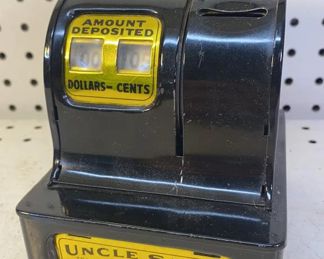 AMOUNT
DEPOSITED
DOLLARS- CENTS
UNCLE